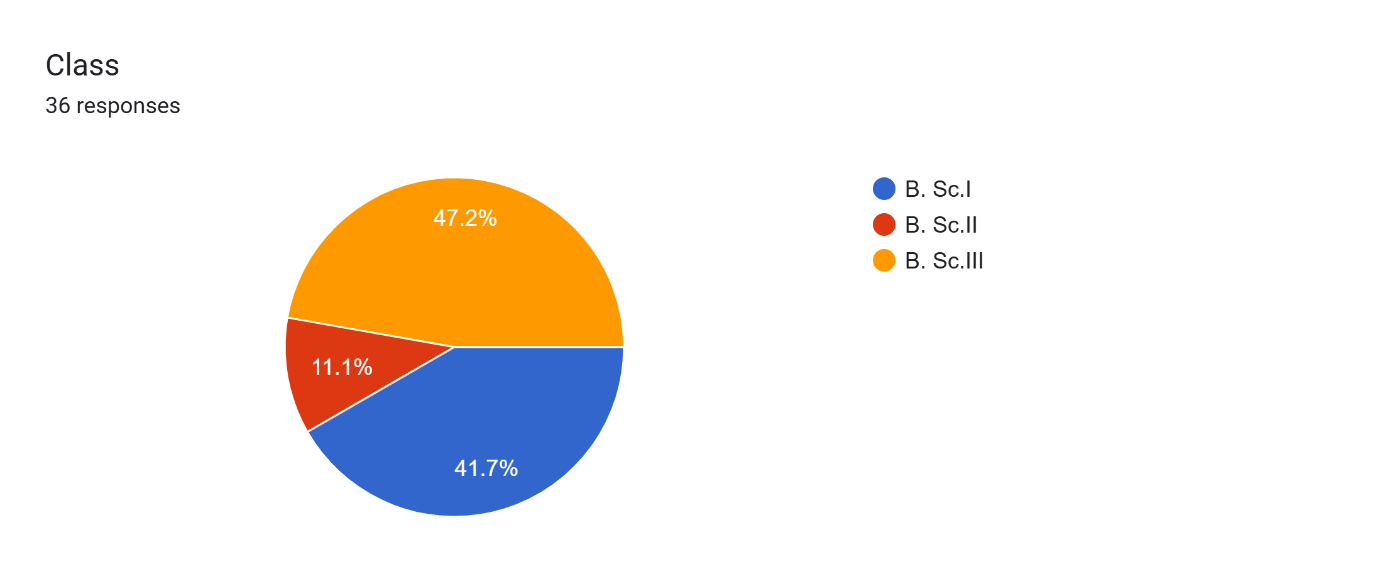 Class
36 responses
47.2%
11.1%
41.7%
B. Sc.I
B. Sc.II
B. Sc.III